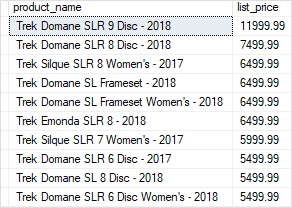 product_name list_price
Trek Domane SLR 9 Disc - 2018 11999.99
Trek Domane SLR 8 Disc - 2018 7499.99
Trek Silque SLR 8 Women's - 2017 6499.99
Trek Domane SL Frameset - 2018 6499.99
Trek Domane SL Frameset Women's - 2018 6499.99
Trek Emonda SLR 8 - 2018 6499.99
Trek Silque SLR 7 Women's - 2017 5999.99
Trek Domane SLR 6 Disc - 2017 5499.99
Trek Domane SL 8 Disc - 2018 5499.99
Trek Domane SLR 6 Disc Women's - 2018 5499.99